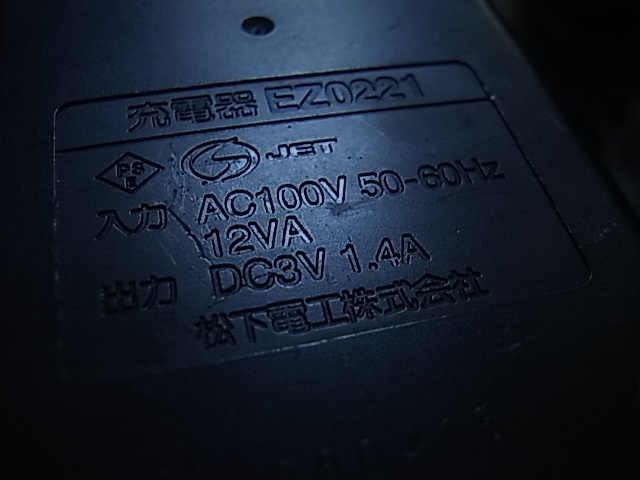 充電器 EZ0221
PS
E JET
入力 AC100V 50-60Hz
12VA
出力 DC3V 1.4A
松下電工株式会社